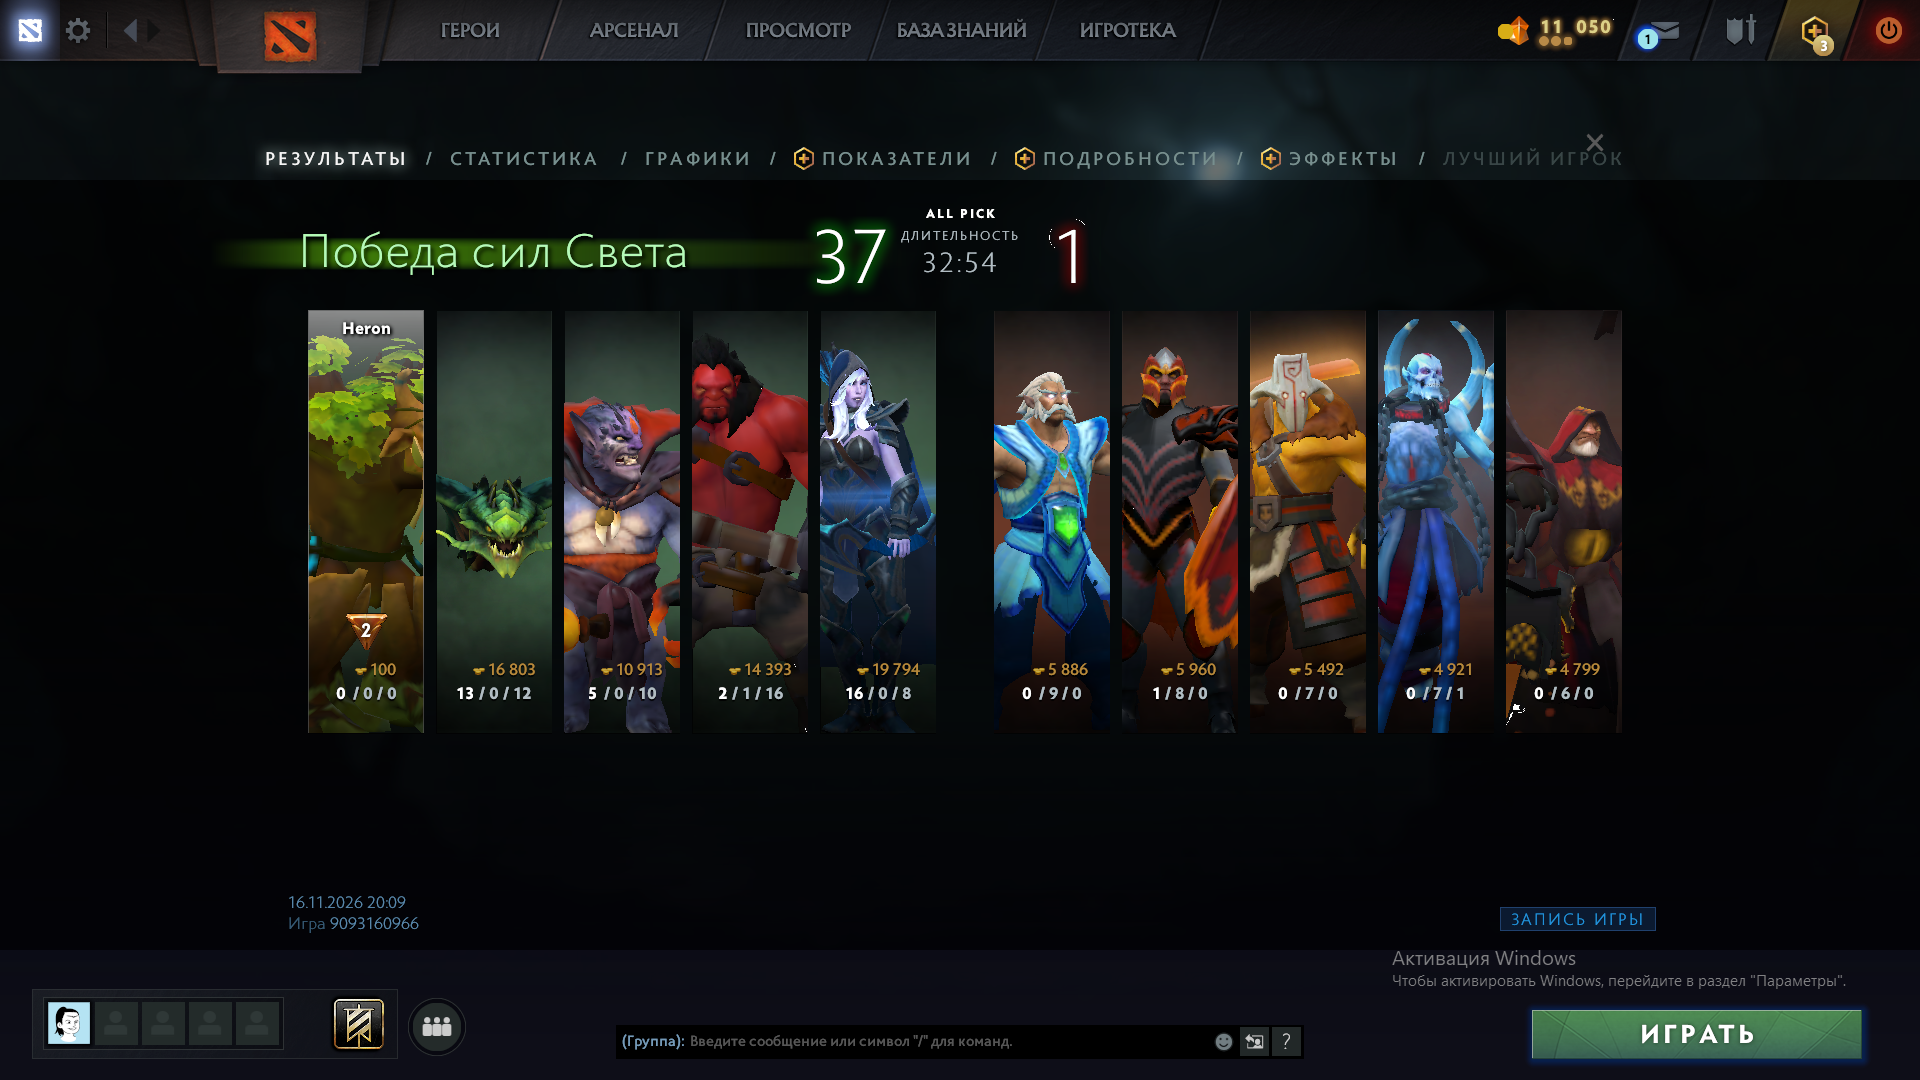 ГЕРОИ
АРСЕНАЛ
ПРОСМОТР
БАЗА ЗНАНИЙ
ИГРОТЕКА
11 050
1
3
РЕЗУЛЬТАТЫ / СТАТИСТИКА / ГРАФИКИ / ПОКАЗАТЕЛИ / ПОДРОБНОСТИ / ЭФФЕКТЫ / ЛУЧШИЙ ИГРОК
Победа сил Света
37
ALL PICK
ДЛИТЕЛЬНОСТЬ
32:54
1
Heron
2
100
0 / 0 / 0
16 803
13 / 0 / 12
10 913
5 / 0 / 10
14 393
2 / 1 / 16
19 794
16 / 0 / 8
5 886
0 / 9 / 0
5 960
1 / 8 / 0
5 492
0 / 7 / 0
4 921
0 / 7 / 1
4 799
0 / 6 / 0
16.11.2026 20:09
Игра 9093160966
ЗАПИСЬ ИГРЫ
Активация Windows
Чтобы активировать Windows, перейдите в раздел "Параметры".
(Группа): Введите сообщение или символ "/" для команд.
?
ИГРАТЬ